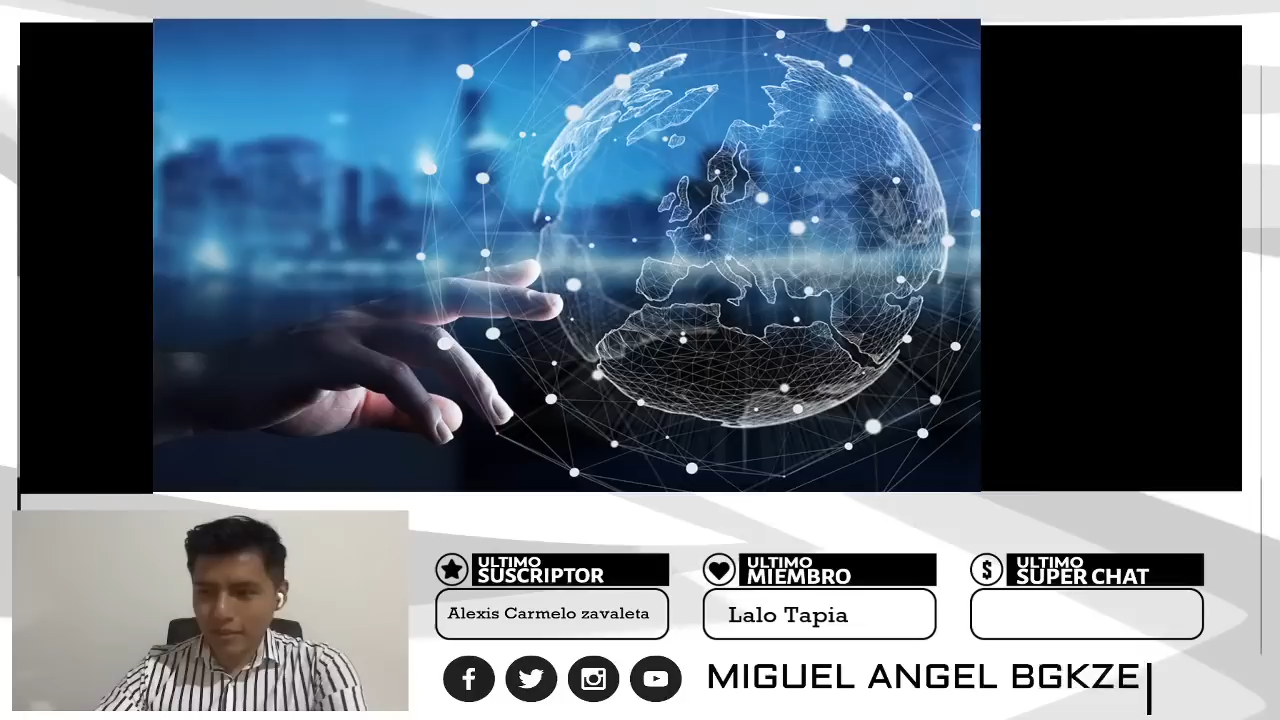 ULTIMO
SUSCRIPTOR
Alexis Carmelo zavaleta
ULTIMO
MIEMBRO
Lalo Tapia
ULTIMO
SUPER CHAT
MIGUEL ANGEL BGKZE